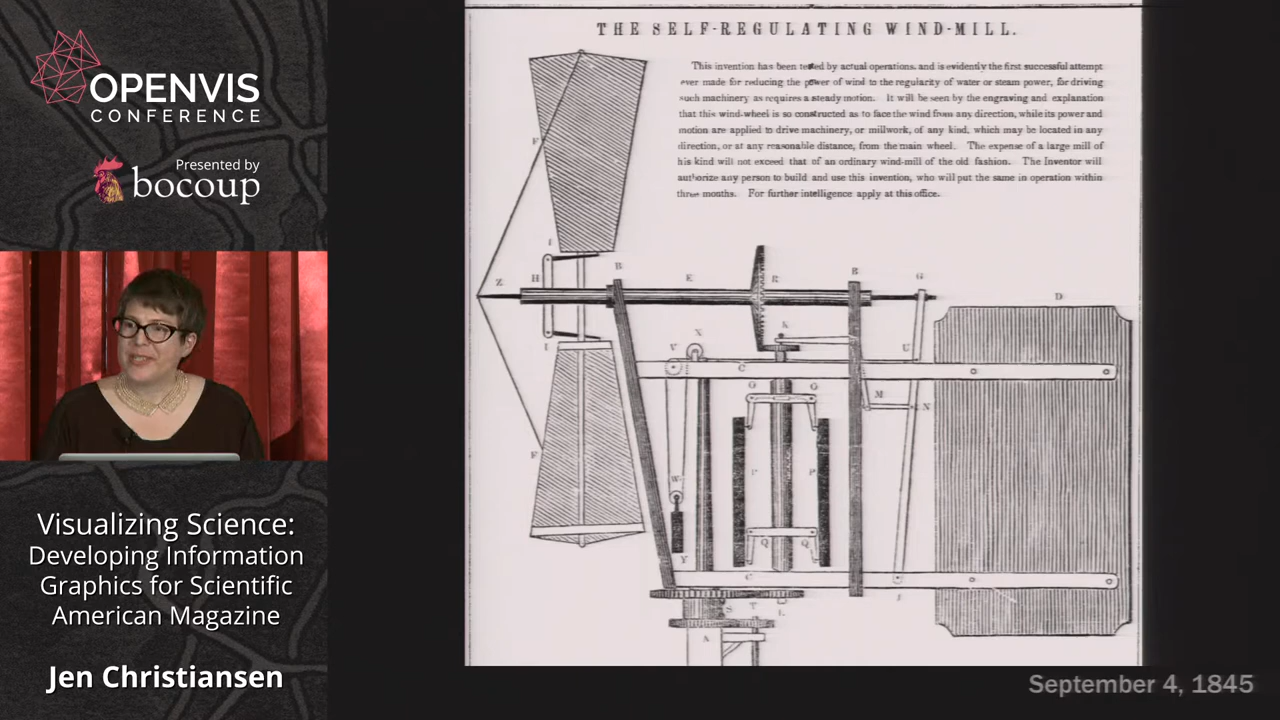 OPENVIS
CONFERENCE
Presented by
bocoup
Visualizing Science:
Developing Information
Graphics for Scientific
American Magazine
Jen Christiansen
THE SELF-REGULATING WIND-MILL.
This invention has been tested by actual operations, and is evidently the first successful attempt
ever made for reducing the power of wind to the regularity of water or steam power, for driving
such machinery as requires a steady motion. It will be seen by the engraving and explanation
that this wind-wheel is so constructed as to face the wind from any direction, while its power and
motion are applied to drive machinery, or millwork, of any kind, which may be located in any
direction, or at any reasonable distance, from the main wheel. The expense of a large mill of
his kind will not exceed that of an ordinary wind-mill of the old fashion. The Inventor will
authorize any person to build and use this invention, who will put the same in operation within
three months. For further intelligence apply at this office.
F
I
B
Z H E R B G D
X K
I V C U
O O
M N
F W P P
Y Q Q
C J
S T L
A
September 4, 1845